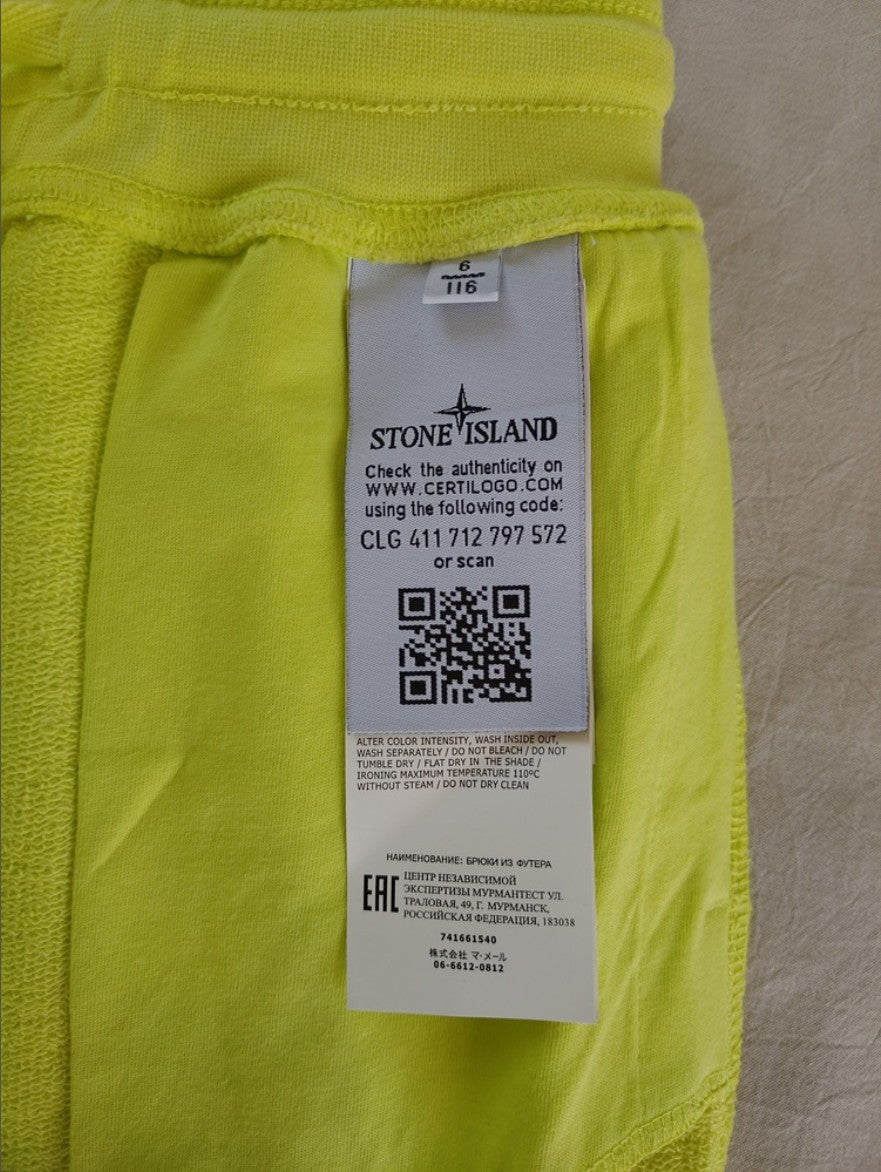 6
116
STONE ISLAND
Check the authenticity on
WWW.CERTILOGO.COM
using the following code:
CLG 411 712 797 572
or scan
ALTER COLOR INTENSITY, WASH INSIDE OUT,
WASH SEPARATELY / DO NOT BLEACH / DO NOT
TUMBLE DRY / FLAT DRY IN THE SHADE /
IRONING MAXIMUM TEMPERATURE 110ºC
WITHOUT STEAM / DO NOT DRY CLEAN
НАИМЕНОВАНИЕ: БРЮКИ ИЗ ФУТЕРА
EAC ЦЕНТР НЕЗАВИСИМОЙ
ЭКСПЕРТИЗЫ МУРМАНТЕСТ УЛ.
ТРАЛОВАЯ, 49, Г. МУРМАНСК,
РОССИЙСКАЯ ФЕДЕРАЦИЯ, 183038
741661540
株式会社 マ・メール
06-6612-0812